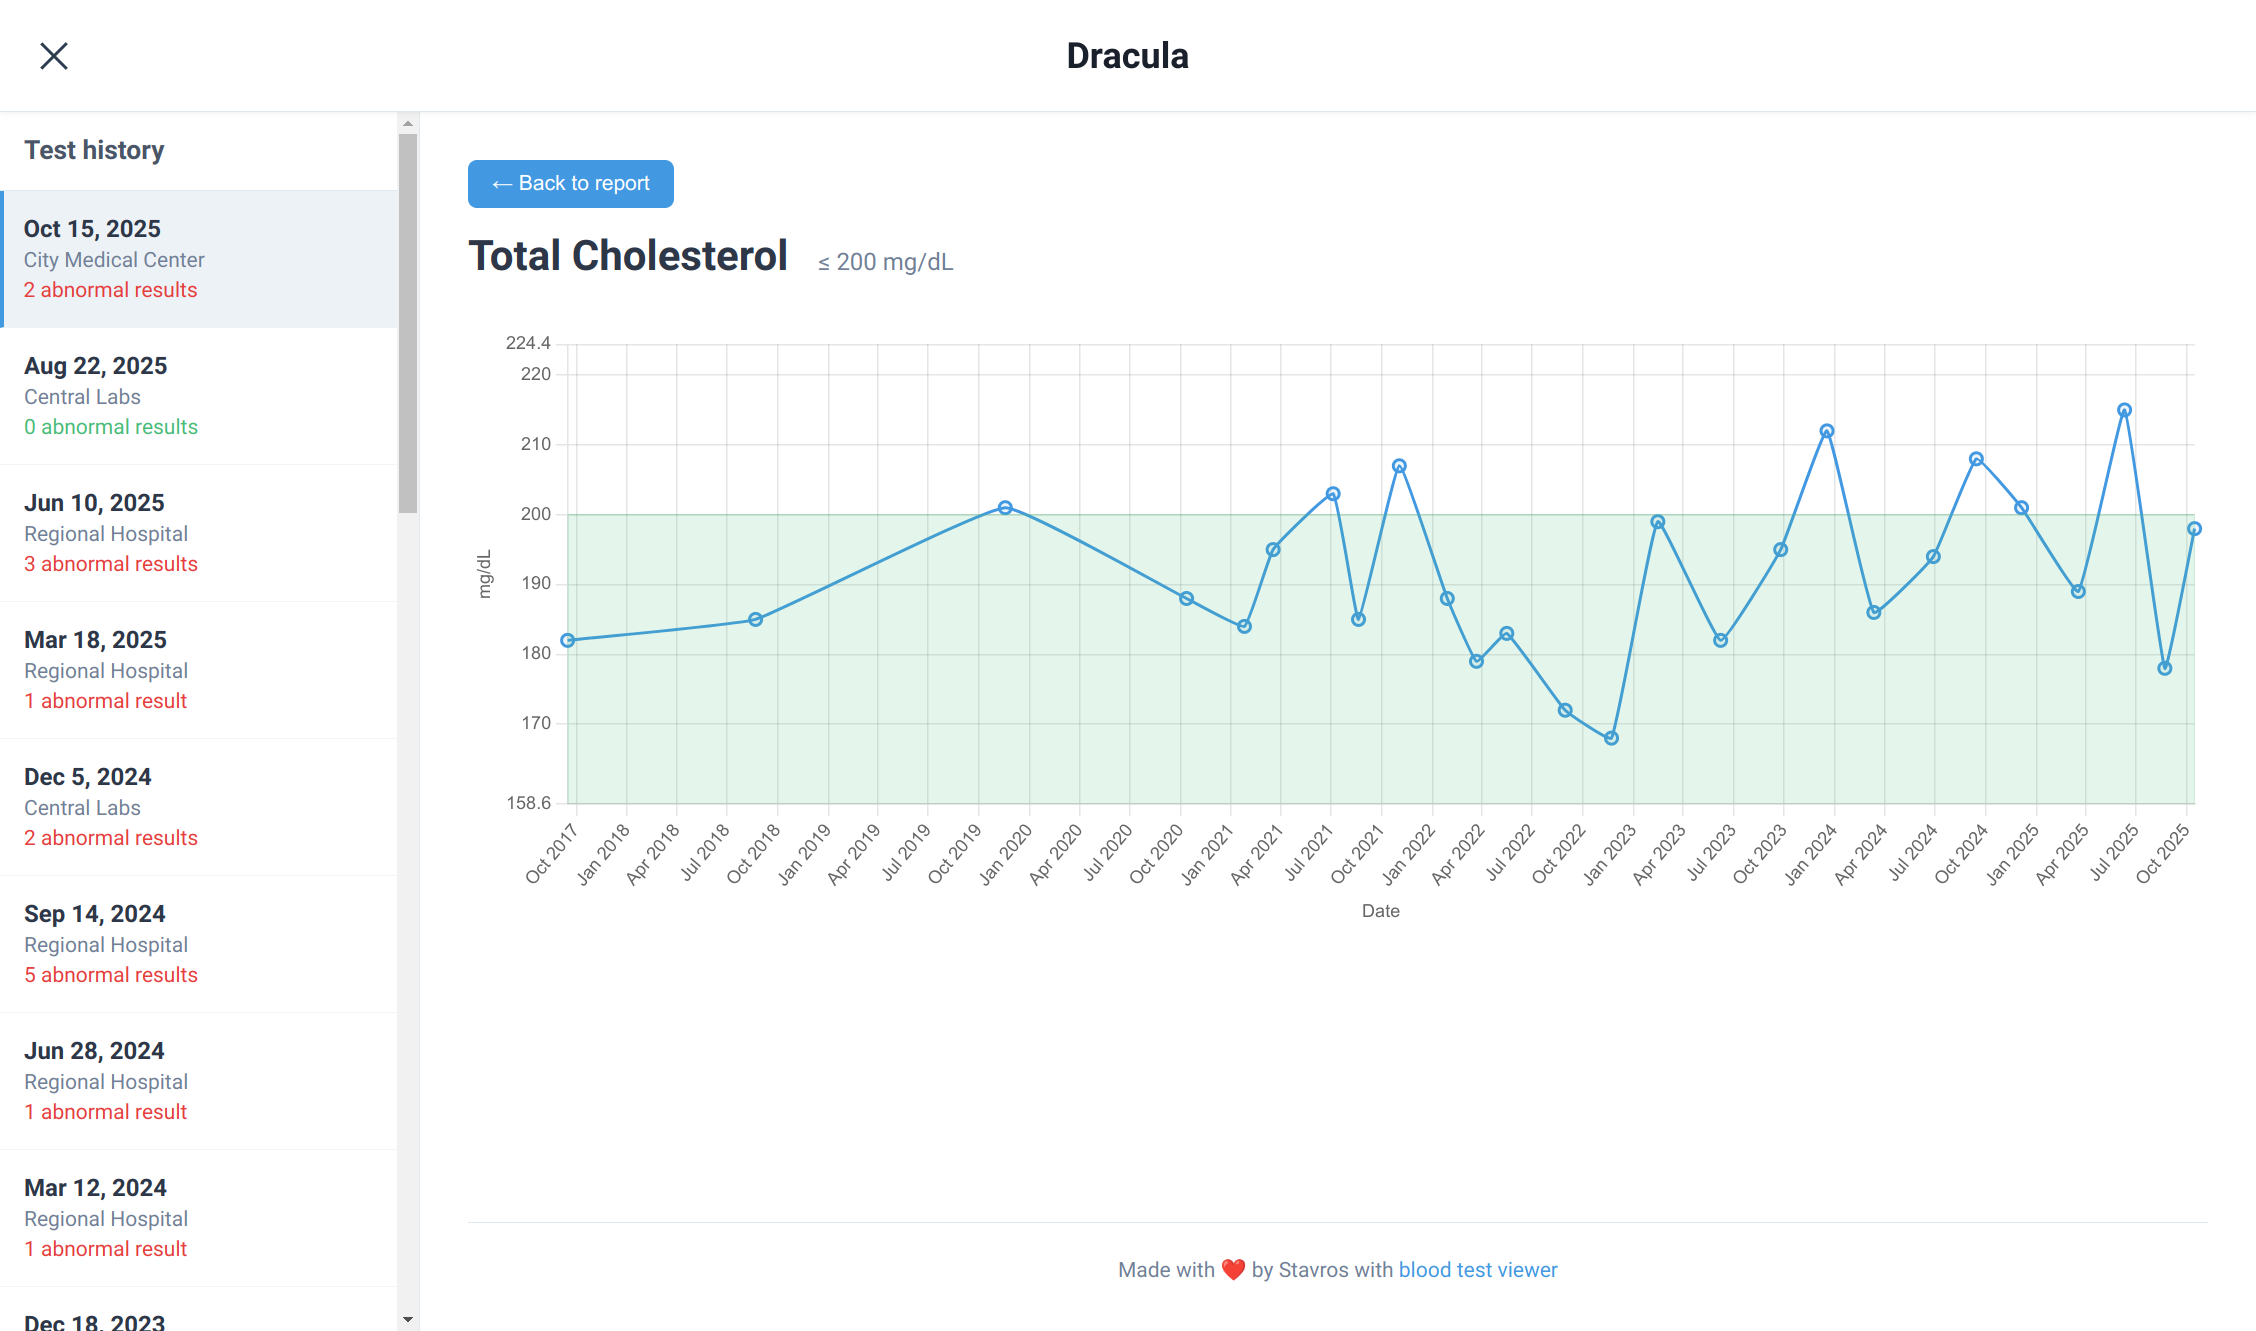 Dracula
Test history
Oct 15, 2025
City Medical Center
2 abnormal results
Aug 22, 2025
Central Labs
0 abnormal results
Jun 10, 2025
Regional Hospital
3 abnormal results
Mar 18, 2025
Regional Hospital
1 abnormal result
Dec 5, 2024
Central Labs
2 abnormal results
Sep 14, 2024
Regional Hospital
5 abnormal results
Jun 28, 2024
Regional Hospital
1 abnormal result
Mar 12, 2024
Regional Hospital
1 abnormal result
Dec 18, 2023
← Back to report
Total Cholesterol ≤ 200 mg/dL
224.4
220
210
200
190
180
170
158.6
mg/dL
Oct 2017
Jan 2018
Apr 2018
Jul 2018
Oct 2018
Jan 2019
Apr 2019
Jul 2019
Oct 2019
Jan 2020
Apr 2020
Jul 2020
Oct 2020
Jan 2021
Apr 2021
Jul 2021
Oct 2021
Jan 2022
Apr 2022
Jul 2022
Oct 2022
Jan 2023
Apr 2023
Jul 2023
Oct 2023
Jan 2024
Apr 2024
Jul 2024
Oct 2024
Jan 2025
Apr 2025
Jul 2025
Oct 2025
Date
Made with ❤️ by Stavros with blood test viewer